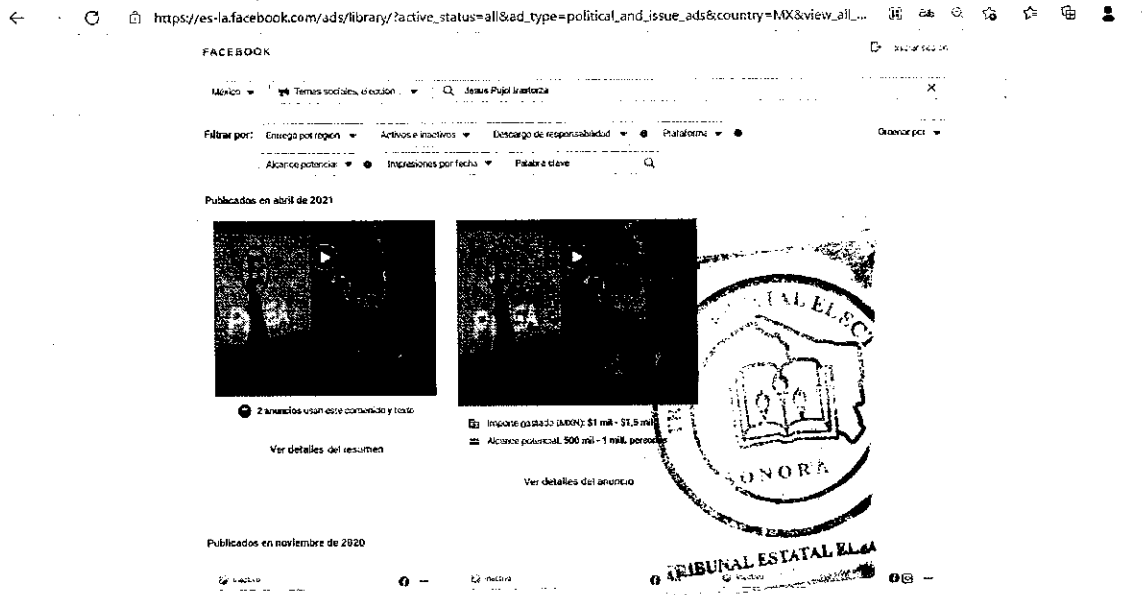 https://es-la.facebook.com/ads/library/?active_status=all&ad_type=political_and_issue_ads&country=MX&view_all_...
FACEBOOK
México
Temas sociales, elección
Jesus Pujol Irastorza
Filtrar por:
Entrega por región
Activos e inactivos
Descargo de responsabilidad
Plataforma
Ordenar por
Alcance potencial
Impresiones por fecha
Palabra clave
Publicados en abril de 2021
2 anuncios usan este contenido y texto
Ver detalles del resumen
Importe gastado (MXN): $1 mil - $1,5 mil
Alcance potencial: 500 mil - 1 mill. personas
Ver detalles del anuncio
SONORA
TRIBUNAL ESTATAL
Publicados en noviembre de 2020
Inactivo
Inactivo